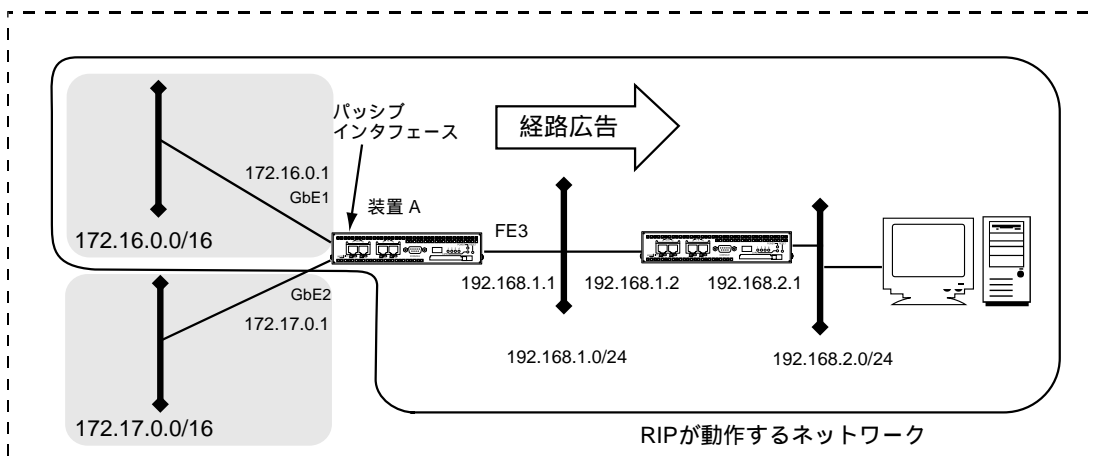 パッシブ
インタフェース
経路広告
172.16.0.1
GbE1
装置 A
172.16.0.0/16
FE3
192.168.1.1
192.168.1.2
192.168.2.1
GbE2
172.17.0.1
192.168.1.0/24
192.168.2.0/24
172.17.0.0/16
RIPが動作するネットワーク